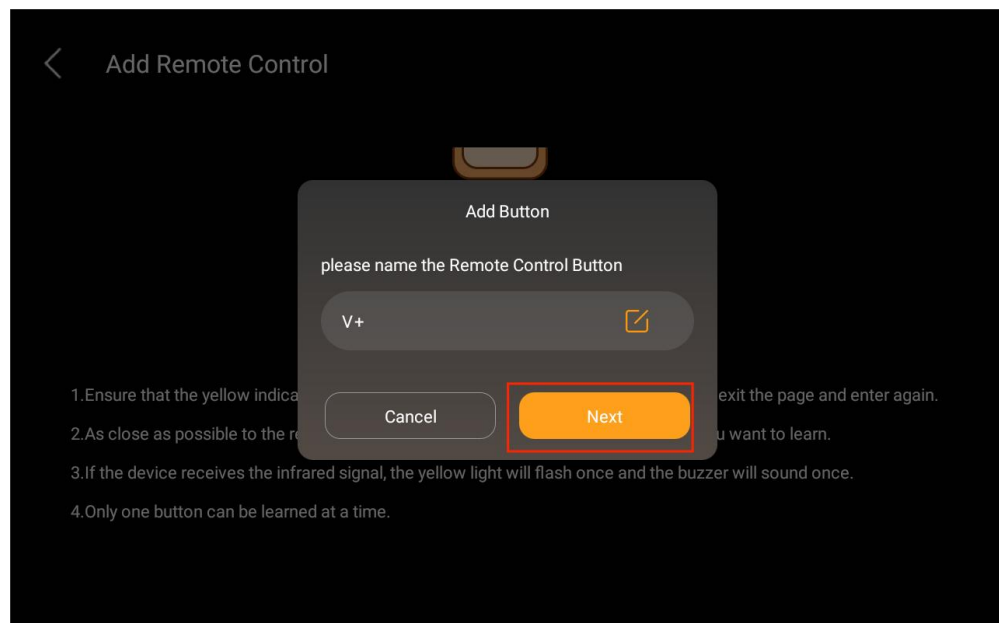 Add Remote Control
Add Button
please name the Remote Control Button
V+
Cancel
Next
1.Ensure that the yellow indica
exit the page and enter again.
2.As close as possible to the re
u want to learn.
3.If the device receives the infrared signal, the yellow light will flash once and the buzzer will sound once.
4.Only one button can be learned at a time.